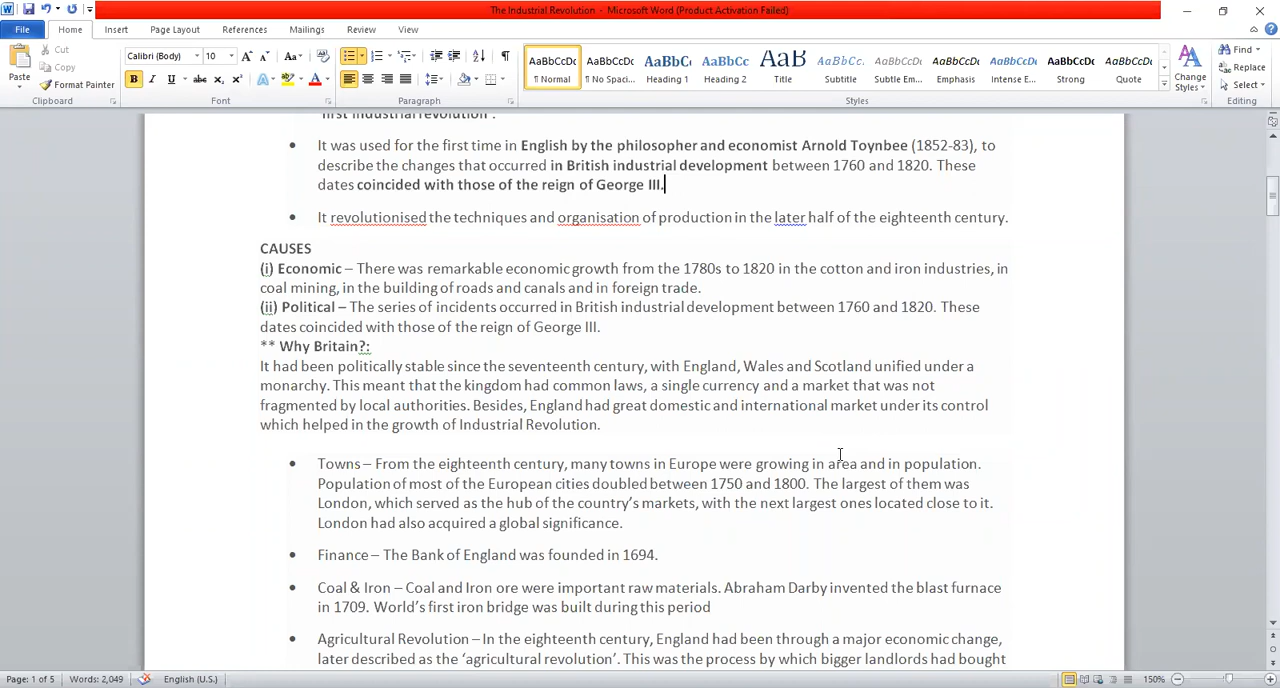 The Industrial Revolution - Microsoft Word (Product Activation Failed)
File Home Insert Page Layout References Mailings Review View
Cut
Copy
Format Painter
Paste
Clipboard
Calibri (Body) 10
Font
Paragraph
AaBbCcDc AaBbCcDc AaBbCc AaBbCc AaB AaBbCc. AaBbCcDc AaBbCcDc AaBbCcDc AaBbCcDc AaBbCcDc
¶ Normal ¶ No Spaci... Heading 1 Heading 2 Title Subtitle Subtle Em... Emphasis Intense E... Strong Quote
Styles
Change Styles
Find
Replace
Select
Editing
"first industrial revolution".
• It was used for the first time in English by the philosopher and economist Arnold Toynbee (1852-83), to
describe the changes that occurred in British industrial development between 1760 and 1820. These
dates coincided with those of the reign of George III.
• It revolutionised the techniques and organisation of production in the later half of the eighteenth century.
CAUSES
(i) Economic – There was remarkable economic growth from the 1780s to 1820 in the cotton and iron industries, in
coal mining, in the building of roads and canals and in foreign trade.
(ii) Political – The series of incidents occurred in British industrial development between 1760 and 1820. These
dates coincided with those of the reign of George III.
** Why Britain?:
It had been politically stable since the seventeenth century, with England, Wales and Scotland unified under a
monarchy. This meant that the kingdom had common laws, a single currency and a market that was not
fragmented by local authorities. Besides, England had great domestic and international market under its control
which helped in the growth of Industrial Revolution.
• Towns – From the eighteenth century, many towns in Europe were growing in area and in population.
Population of most of the European cities doubled between 1750 and 1800. The largest of them was
London, which served as the hub of the country's markets, with the next largest ones located close to it.
London had also acquired a global significance.
• Finance – The Bank of England was founded in 1694.
• Coal & Iron – Coal and Iron ore were important raw materials. Abraham Darby invented the blast furnace
in 1709. World's first iron bridge was built during this period
• Agricultural Revolution – In the eighteenth century, England had been through a major economic change,
later described as the 'agricultural revolution'. This was the process by which bigger landlords had bought
Page: 1 of 5 Words: 2,049 English (U.S.) 150%